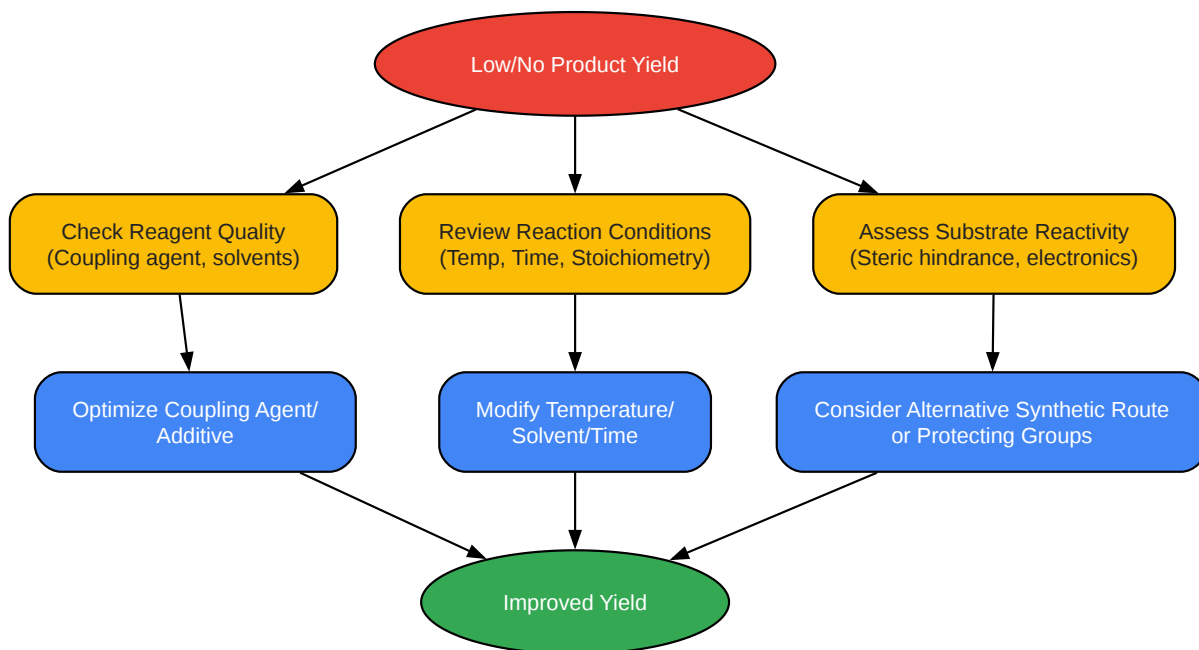 Low/No Product Yield
Check Reagent Quality
(Coupling agent, solvents)
Review Reaction Conditions
(Temp, Time, Stoichiometry)
Assess Substrate Reactivity
(Steric hindrance, electronics)
Optimize Coupling Agent/
Additive
Modify Temperature/
Solvent/Time
Consider Alternative Synthetic Route
or Protecting Groups
Improved Yield